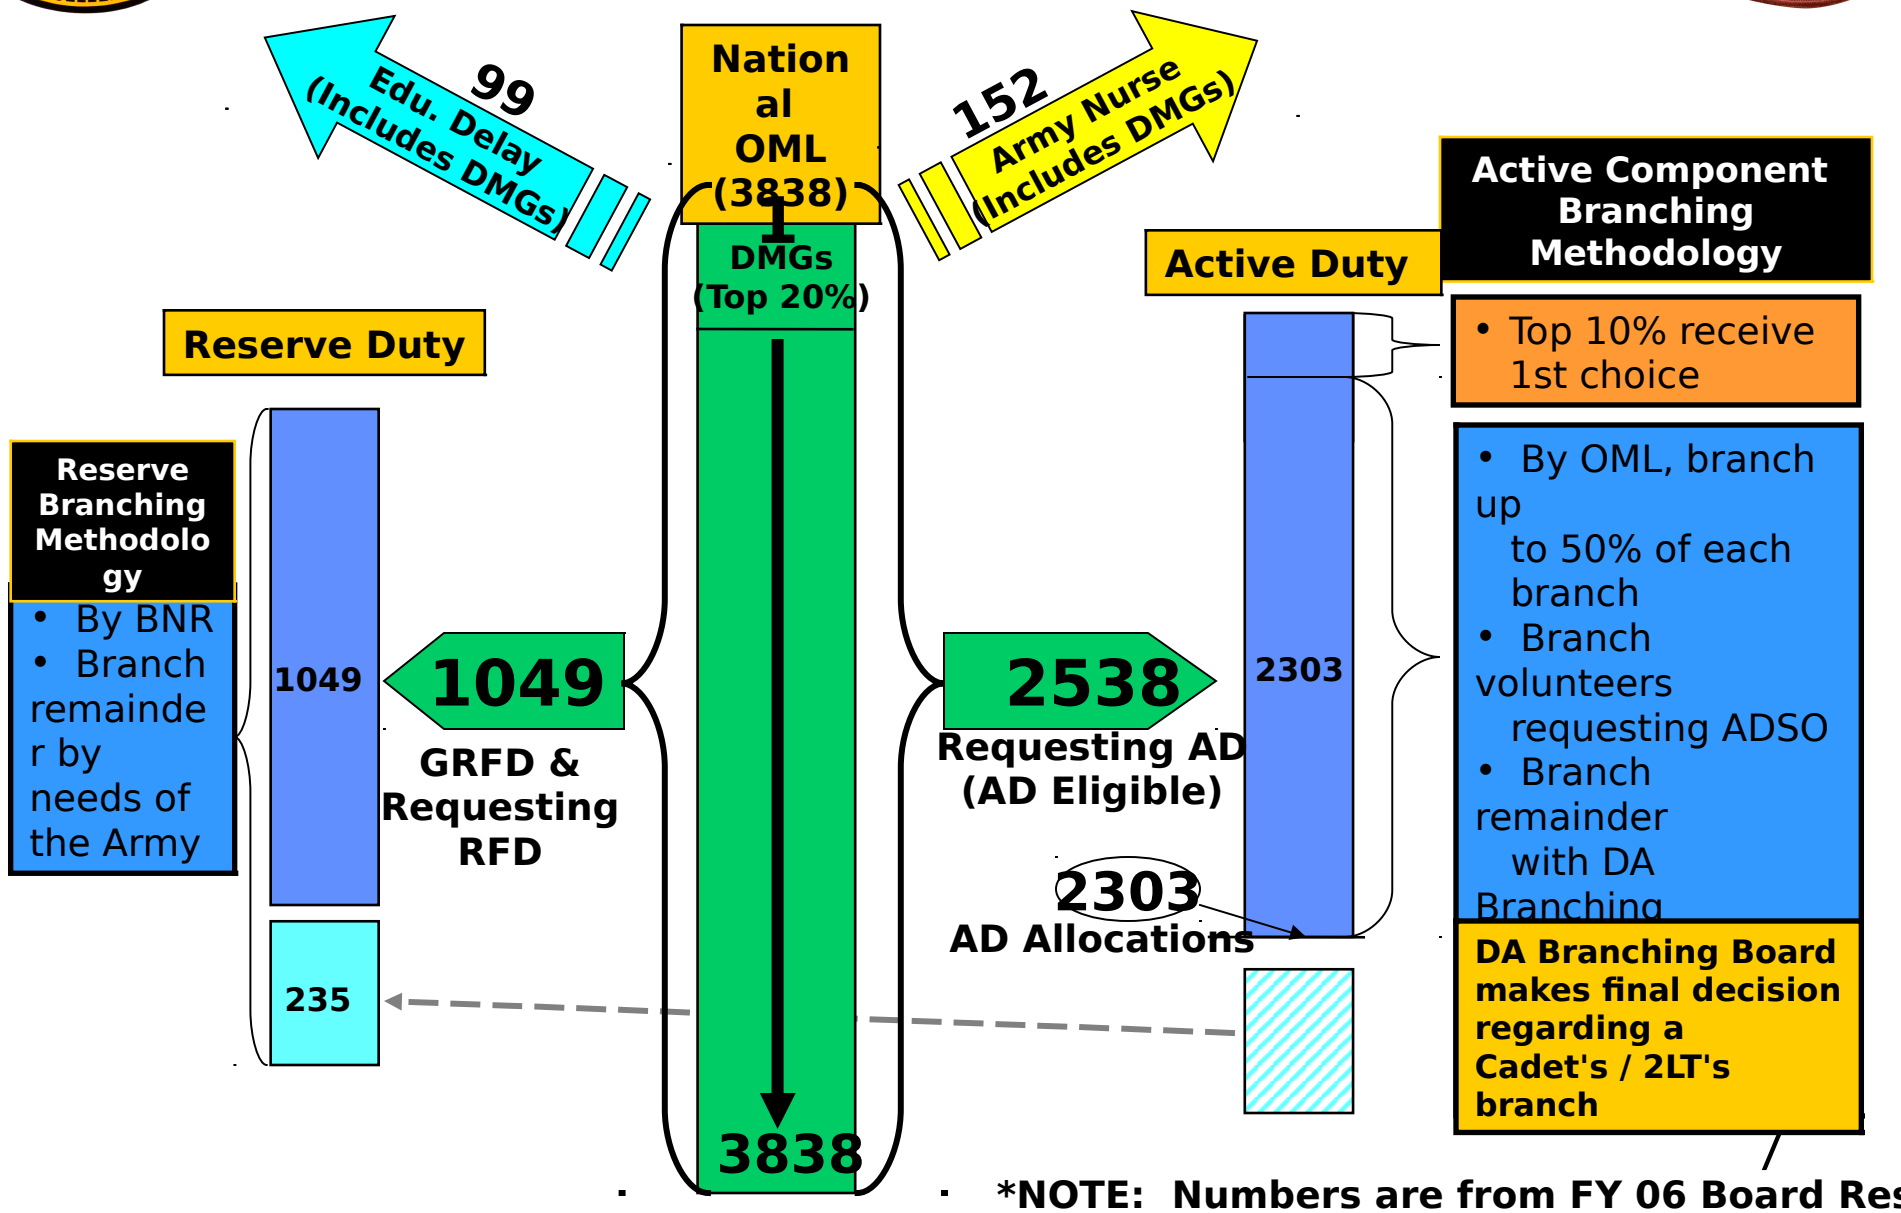 99
Edu. Delay
(Includes DMGs)
Nation
al
OML
(3838)
1
DMGs
(Top 20%)
3838
152
Army Nurse
(Includes DMGs)
Active Component
Branching
Methodology
Active Duty
• Top 10% receive
1st choice
Reserve Duty
Reserve
Branching
Methodolo
gy
• By BNR
• Branch
remainde
r by
needs of
the Army
1049
1049
GRFD &
Requesting
RFD
235
2538
Requesting AD
(AD Eligible)
2303
AD Allocations
2303
• By OML, branch
up
to 50% of each
branch
• Branch
volunteers
requesting ADSO
• Branch
remainder
with DA
Branching
DA Branching Board
makes final decision
regarding a
Cadet's / 2LT's
branch
*NOTE: Numbers are from FY 06 Board Res